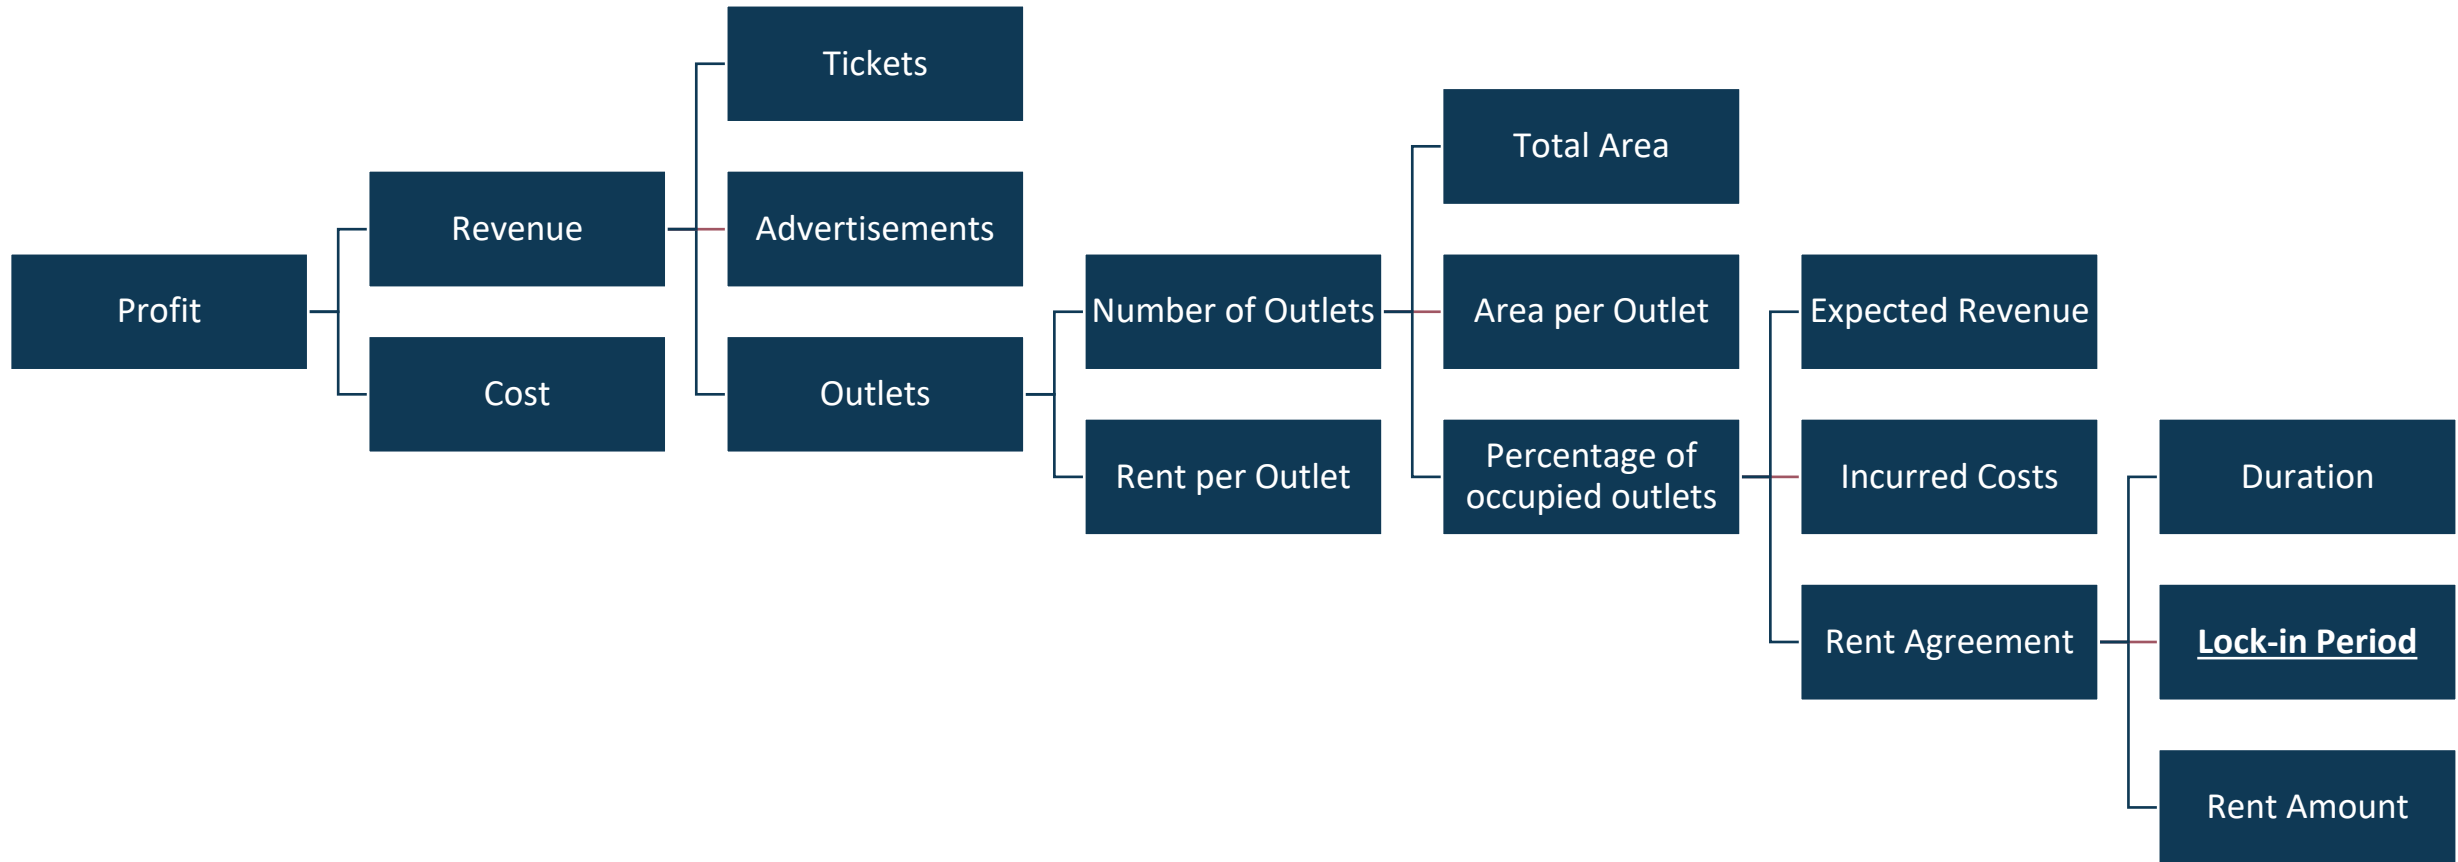 Profit
Revenue
Cost
Tickets
Advertisements
Outlets
Number of Outlets
Rent per Outlet
Total Area
Area per Outlet
Percentage of
occupied outlets
Expected Revenue
Incurred Costs
Rent Agreement
Duration
Lock-in Period
Rent Amount